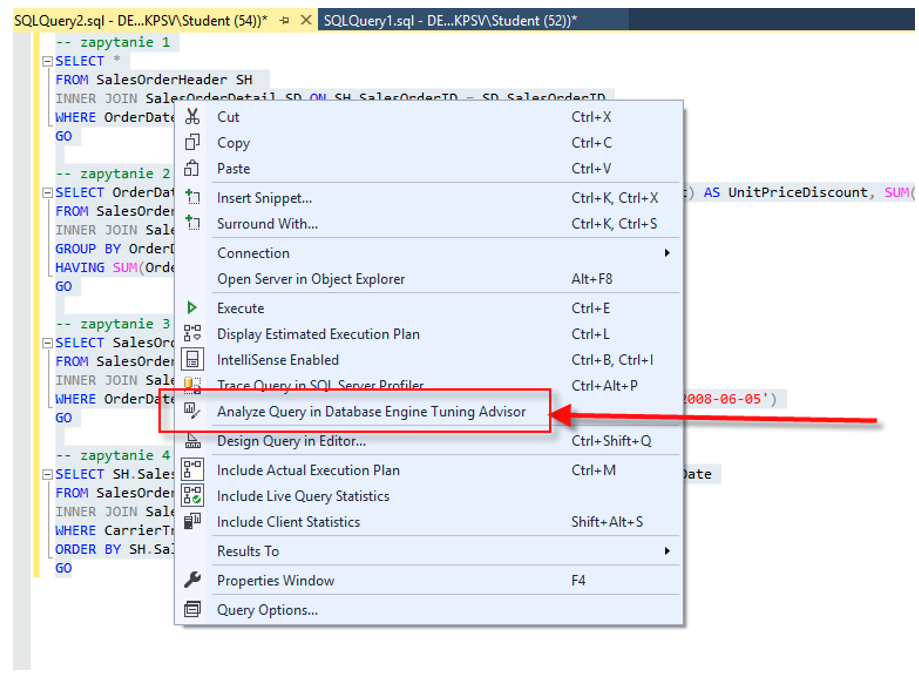 SQLQuery2.sql - DE...KPSV\Student (54))* SQLQuery1.sql - DE...KPSV\Student (52))*
-- zapytanie 1
SELECT *
FROM SalesOrderHeader SH
INNER JOIN SalesOrderDetail SD ON SH.SalesOrderID = SD.SalesOrderID
WHERE OrderDate
GO
-- zapytanie 2
SELECT OrderDat t) AS UnitPriceDiscount, SUM(
FROM SalesOrder
INNER JOIN Sale
GROUP BY OrderD
HAVING SUM(Orde
GO
-- zapytanie 3
SELECT SalesOrd
FROM SalesOrder
INNER JOIN Sale
WHERE OrderDate 2008-06-05')
GO
-- zapytanie 4
SELECT SH.Sales Date
FROM SalesOrder
INNER JOIN Sale
WHERE CarrierTr
ORDER BY SH.Sal
GO
Cut Ctrl+X
Copy Ctrl+C
Paste Ctrl+V
Insert Snippet... Ctrl+K, Ctrl+X
Surround With... Ctrl+K, Ctrl+S
Connection
Open Server in Object Explorer Alt+F8
Execute Ctrl+E
Display Estimated Execution Plan Ctrl+L
IntelliSense Enabled Ctrl+B, Ctrl+I
Trace Query in SQL Server Profiler Ctrl+Alt+P
Analyze Query in Database Engine Tuning Advisor
Design Query in Editor... Ctrl+Shift+Q
Include Actual Execution Plan Ctrl+M
Include Live Query Statistics
Include Client Statistics Shift+Alt+S
Results To
Properties Window F4
Query Options...